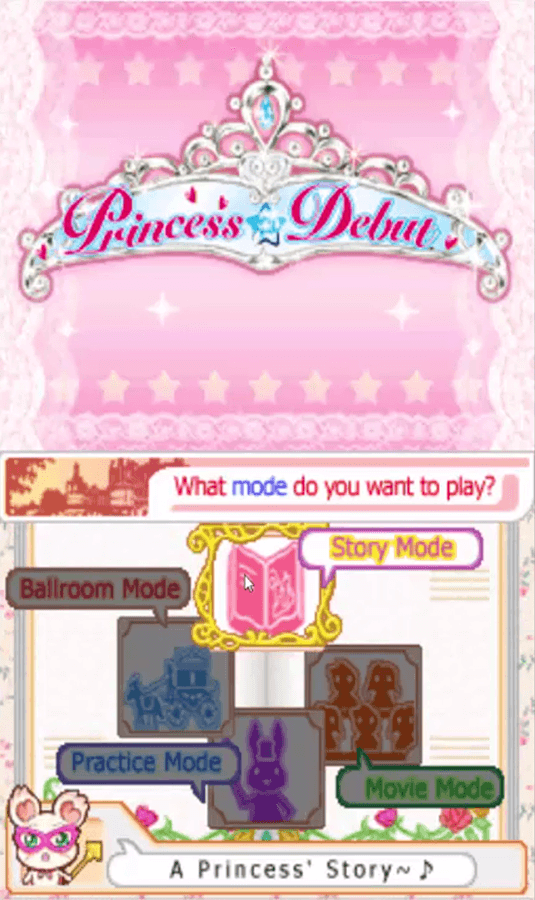 Princess Debut
What mode do you want to play?
Story Mode
Ballroom Mode
Practice Mode
Movie Mode
A Princess' Story~♪